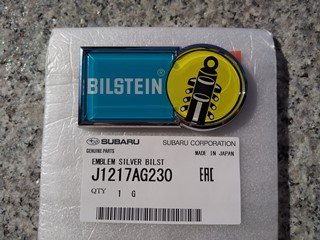 BILSTEIN®
SUBARU
SUBARU CORPORATION
GENUINE PARTS
MADE IN JAPAN
EMBLEM SILVER BILST
J1217AG230
EAC
QTY 1 G